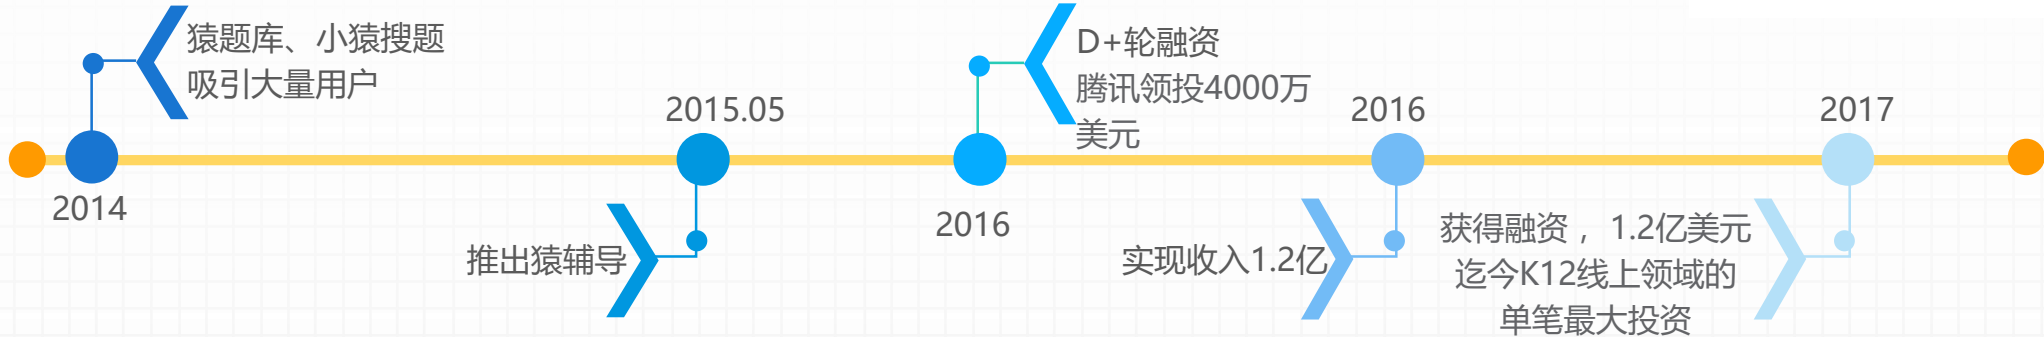 猿题库、小猿搜题
吸引大量用户
2014
2015.05
推出猿辅导
D+轮融资
腾讯领投4000万
美元
2016
2016
实现收入1.2亿
2017
获得融资，1.2亿美元
迄今K12线上领域的
单笔最大投资